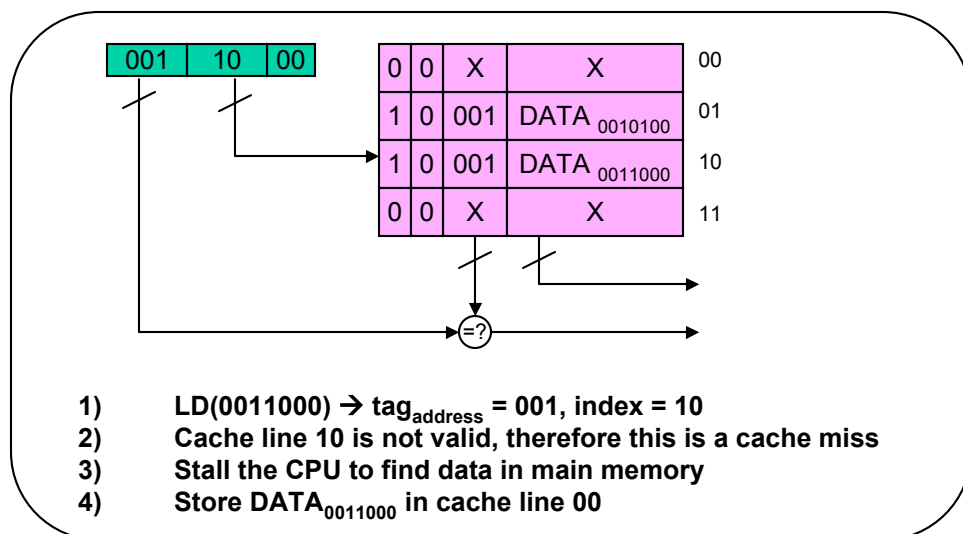 001 10 00
0 0 X X 00
1 0 001 DATA 0010100 01
1 0 001 DATA 0011000 10
0 0 X X 11
=?
1) LD(0011000) → tagaddress = 001, index = 10
2) Cache line 10 is not valid, therefore this is a cache miss
3) Stall the CPU to find data in main memory
4) Store DATA0011000 in cache line 00